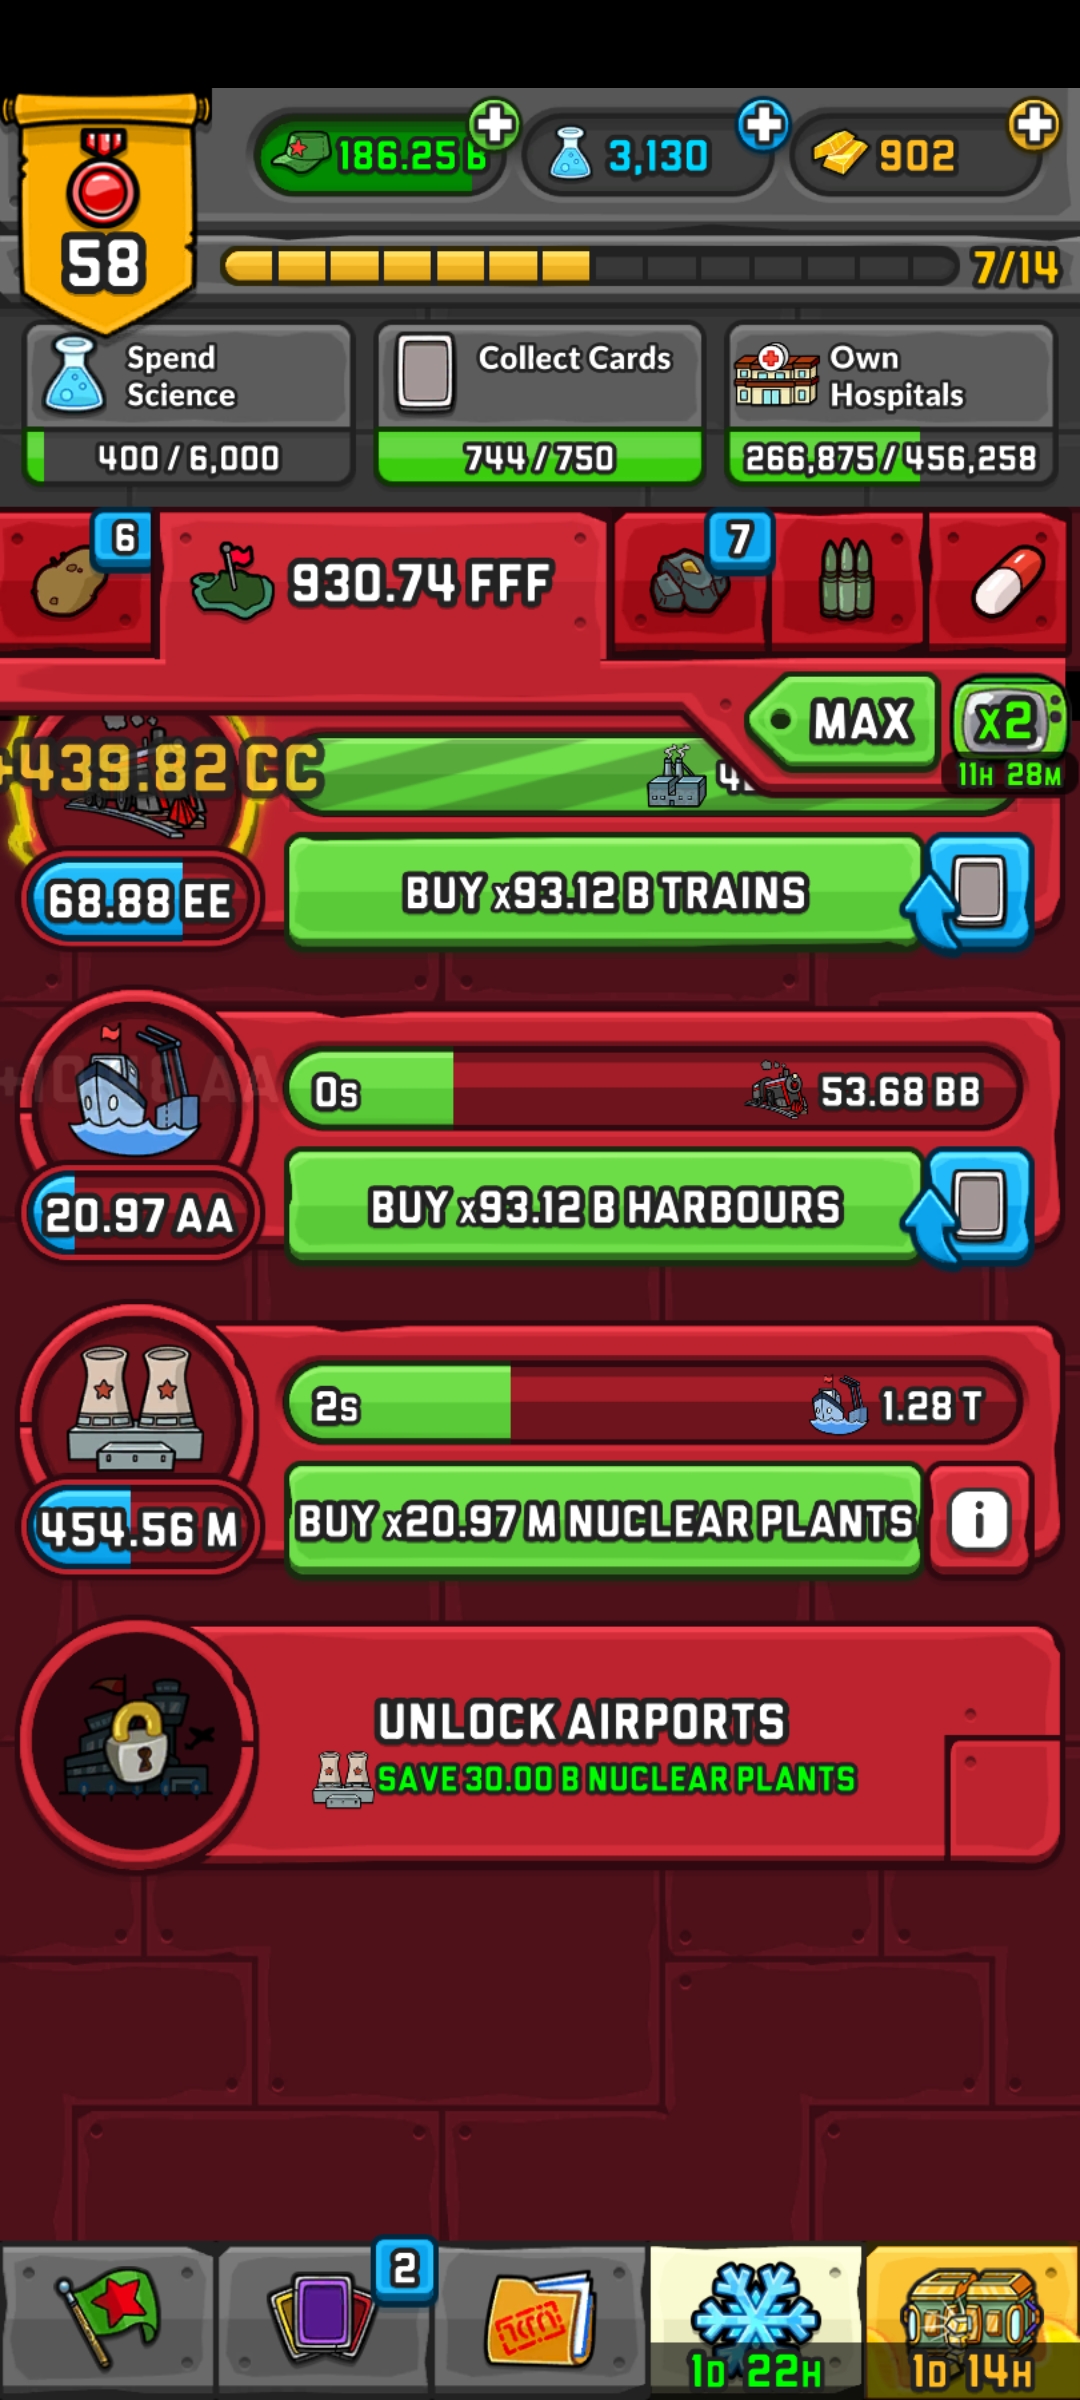 186.25 B
3,130
902
58
7/14
Spend
Science
Collect Cards
Own
Hospitals
400 / 6,000
744 / 750
266,875 / 456,258
6
930.74 FFF
7
MAX
x2
11H 28M
+439.82 CC
68.88 EE
BUY x93.12 B TRAINS
0s
53.68 BB
20.97 AA
BUY x93.12 B HARBOURS
2s
1.28 T
454.56 M
BUY x20.97 M NUCLEAR PLANTS
i
UNLOCK AIRPORTS
SAVE 30.00 B NUCLEAR PLANTS
2
1D 22H
1D 14H